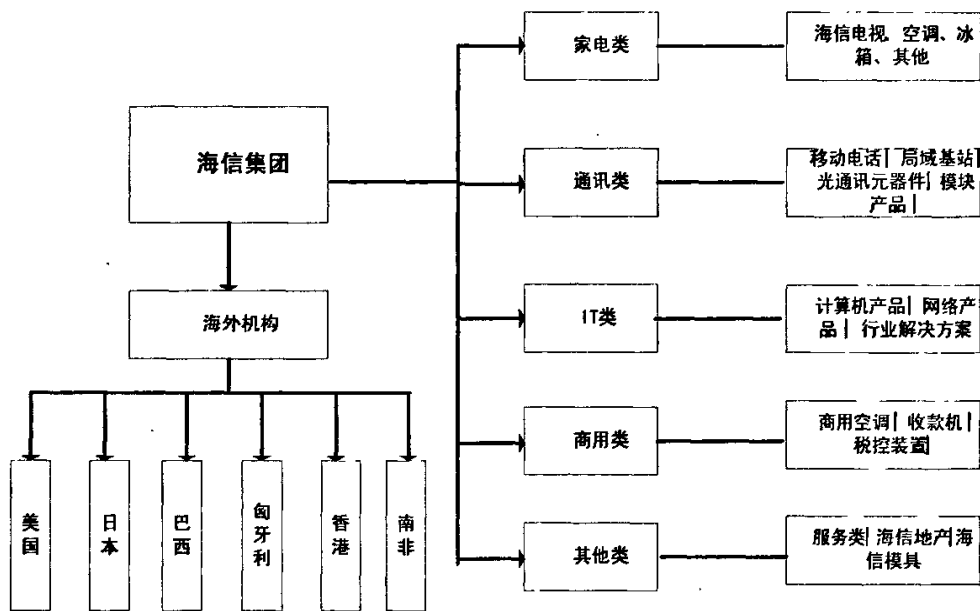 家电类
海信电视、空调、冰
箱、其他
海信集团
通讯类
移动电话| 局域基站|
光通讯元器件| 模块
产品|
海外机构
IT类
计算机产品| 网络产
品| 行业解决方案
商用类
商用空调| 收款机|
税控装置|
美国
日本
巴西
匈牙利
香港
南非
其他类
服务类| 海信地产|海
信模具